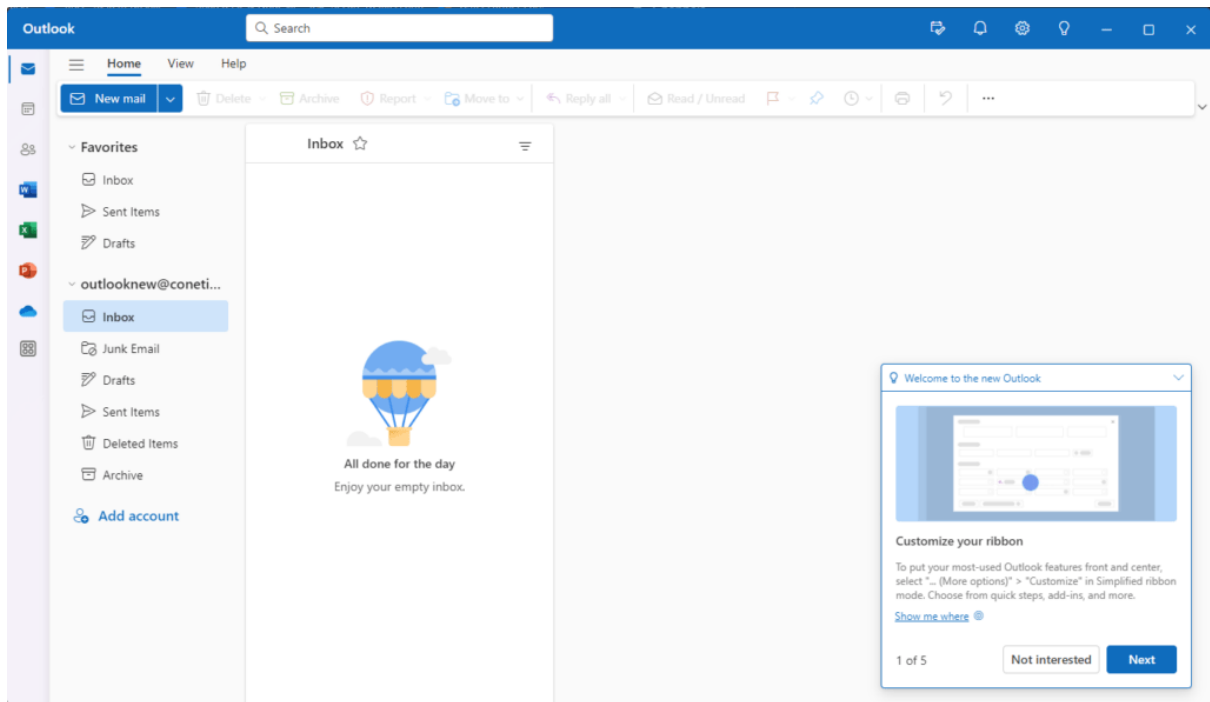 Outlook
Search
Home View Help
New mail Delete Archive Report Move to Reply all Read / Unread ...
Favorites
Inbox
Sent Items
Drafts
outlooknew@coneti...
Inbox
Junk Email
Drafts
Sent Items
Deleted Items
Archive
Add account
Inbox
All done for the day
Enjoy your empty inbox.
Welcome to the new Outlook
Customize your ribbon
To put your most-used Outlook features front and center,
select "... (More options)" > "Customize" in Simplified ribbon
mode. Choose from quick steps, add-ins, and more.
Show me where
1 of 5 Not interested Next